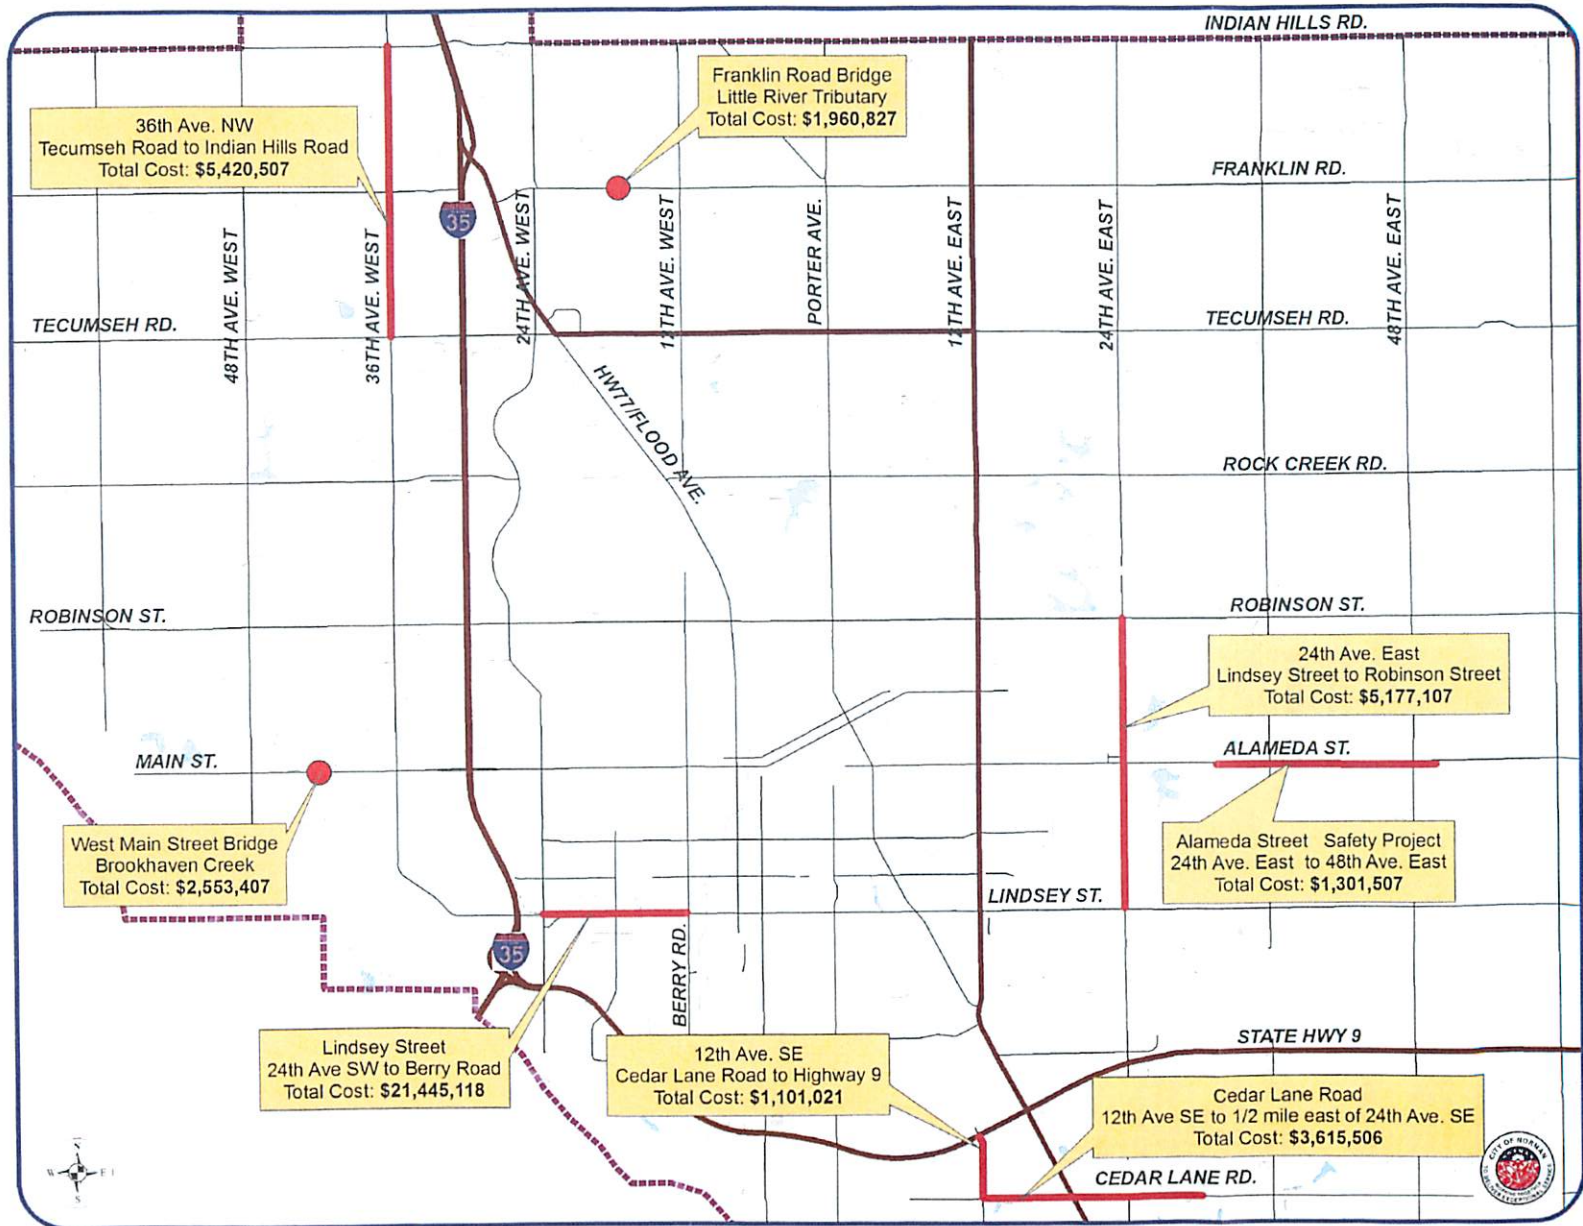 INDIAN HILLS RD.
Franklin Road Bridge
Little River Tributary
Total Cost: $1,960,827
36th Ave. NW
Tecumseh Road to Indian Hills Road
Total Cost: $5,420,507
FRANKLIN RD.
35
48TH AVE. WEST
36TH AVE. WEST
24TH AVE. WEST
12TH AVE. WEST
PORTER AVE.
12TH AVE. EAST
24TH AVE. EAST
48TH AVE. EAST
TECUMSEH RD.
TECUMSEH RD.
HW77/FLOOD AVE.
ROCK CREEK RD.
ROBINSON ST.
ROBINSON ST.
24th Ave. East
Lindsey Street to Robinson Street
Total Cost: $5,177,107
MAIN ST.
ALAMEDA ST.
West Main Street Bridge
Brookhaven Creek
Total Cost: $2,553,407
Alameda Street Safety Project
24th Ave. East to 48th Ave. East
Total Cost: $1,301,507
LINDSEY ST.
35
BERRY RD.
Lindsey Street
24th Ave SW to Berry Road
Total Cost: $21,445,118
12th Ave. SE
Cedar Lane Road to Highway 9
Total Cost: $1,101,021
STATE HWY 9
Cedar Lane Road
12th Ave SE to 1/2 mile east of 24th Ave. SE
Total Cost: $3,615,506
CEDAR LANE RD.
W
E
S
CITY OF NORMAN